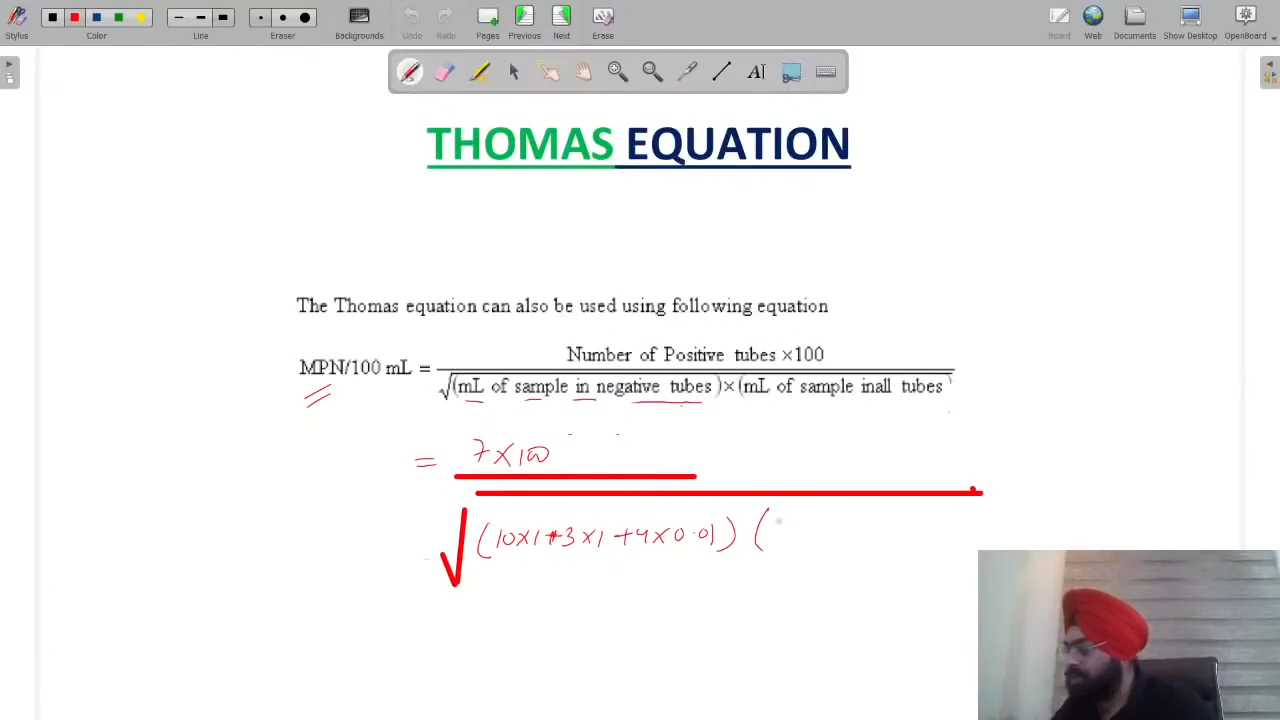 Stylus Color Line Eraser Backgrounds Undo Redo Pages Previous Next Erase Board Web Documents Show Desktop OpenBoard
THOMAS EQUATION
The Thomas equation can also be used using following equation
Number of Positive tubes ×100
MPN/100 mL =
√(mL of sample in negative tubes)×(mL of sample inall tubes)
= 7×100
√(10×1+3×1+4×0.01) (